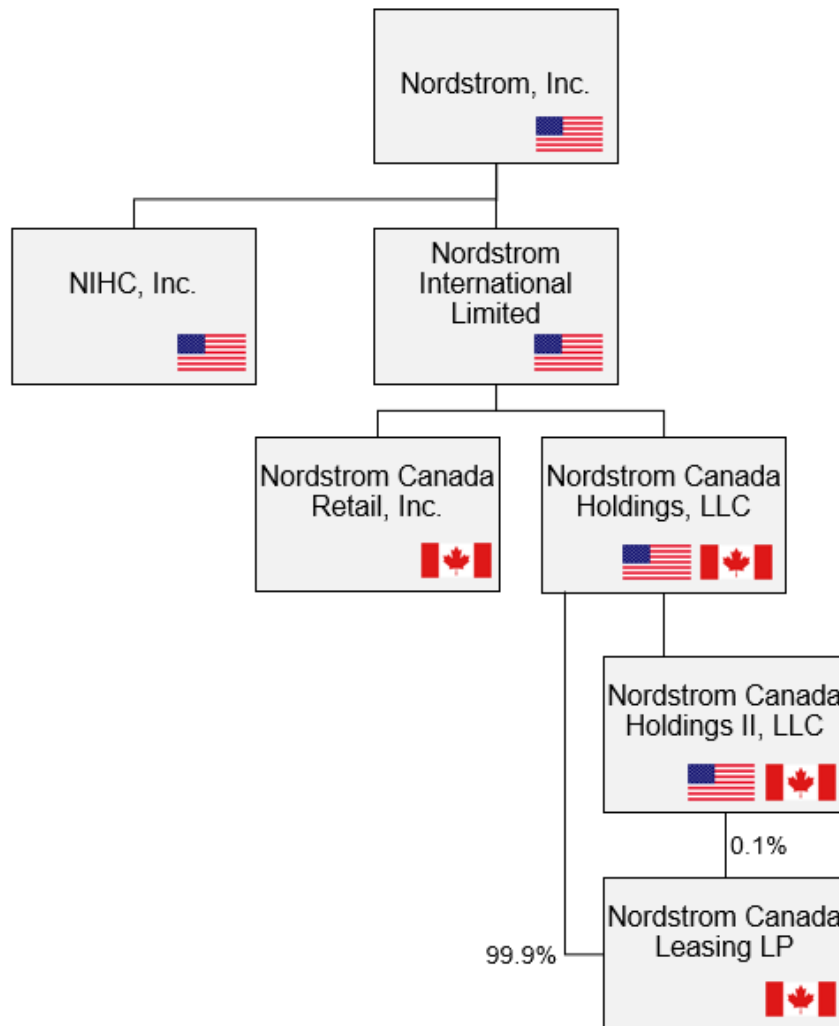 Nordstrom, Inc.
NIHC, Inc.
Nordstrom
International
Limited
Nordstrom Canada
Retail, Inc.
Nordstrom Canada
Holdings, LLC
Nordstrom Canada
Holdings II, LLC
0.1%
Nordstrom Canada
Leasing LP
99.9%